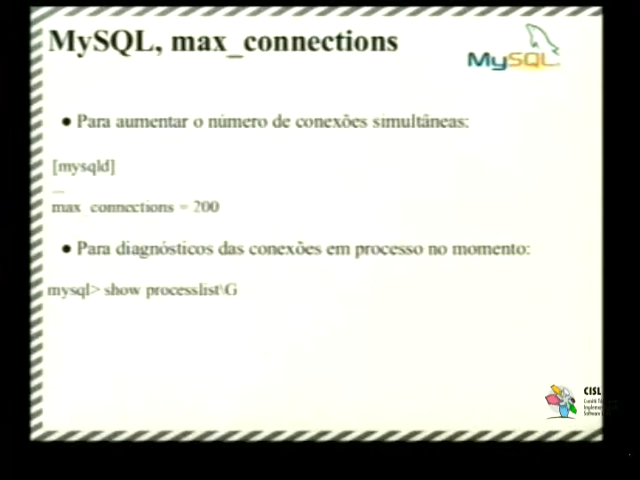 MySQL, max_connections
MySQL
● Para aumentar o número de conexões simultâneas:
[mysqld]
...
max_connections = 200
● Para diagnósticos das conexões em processo no momento:
mysql> show processlist\G
CISL